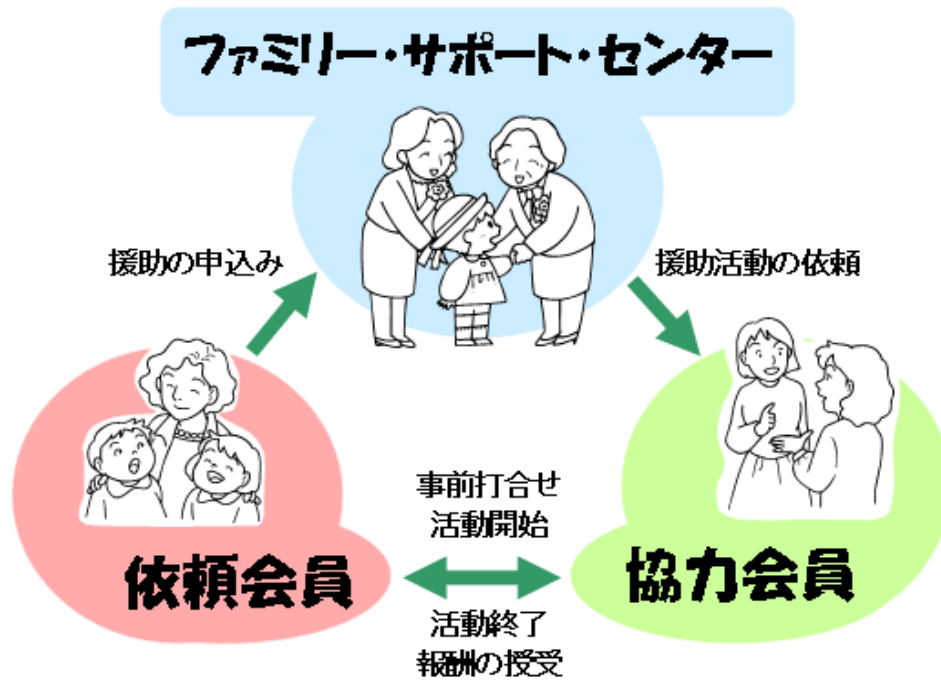 ファミリー・サポート・センター
援助の申込み
援助活動の依頼
事前打合せ
活動開始
依頼会員
協力会員
活動終了
報酬の授受